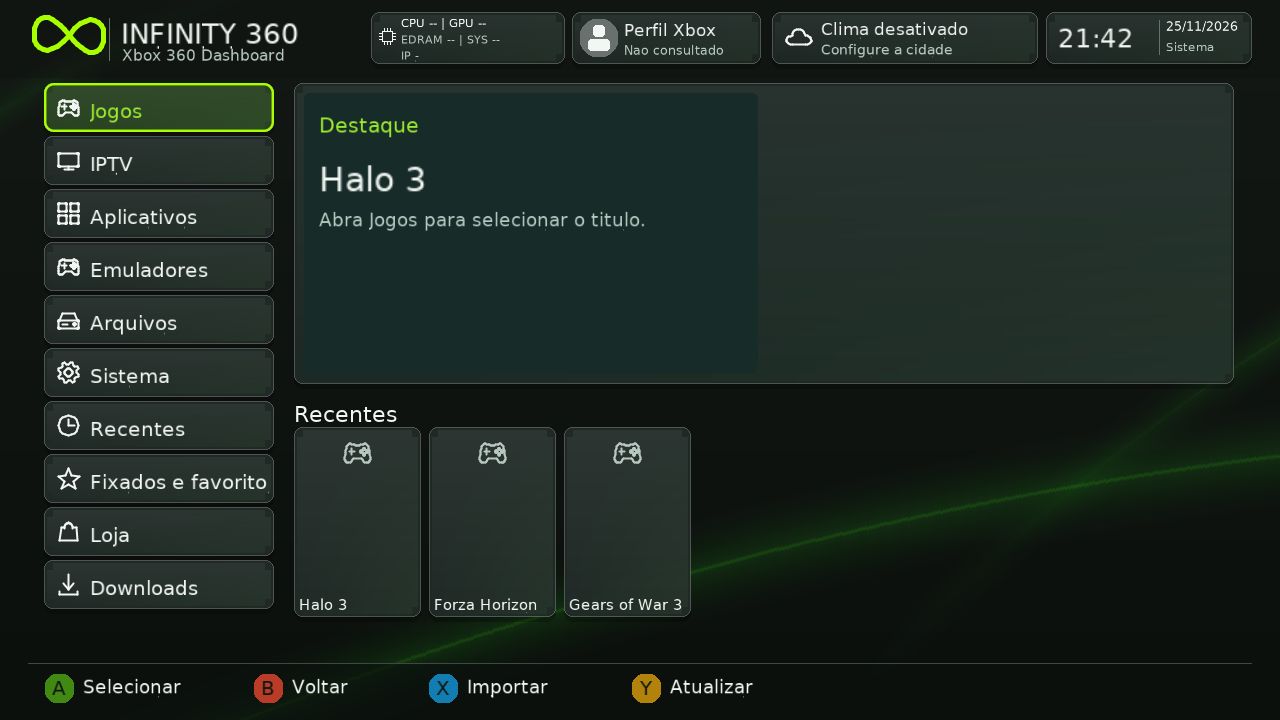 INFINITY 360
Xbox 360 Dashboard
CPU -- | GPU --
EDRAM -- | SYS --
IP -
Perfil Xbox
Nao consultado
Clima desativado
Configure a cidade
21:42
25/11/2026
Sistema
Jogos
IPTV
Aplicativos
Emuladores
Arquivos
Sistema
Recentes
Fixados e favorito
Loja
Downloads
Destaque
Halo 3
Abra Jogos para selecionar o titulo.
Recentes
Halo 3
Forza Horizon
Gears of War 3
A Selecionar
B Voltar
X Importar
Y Atualizar